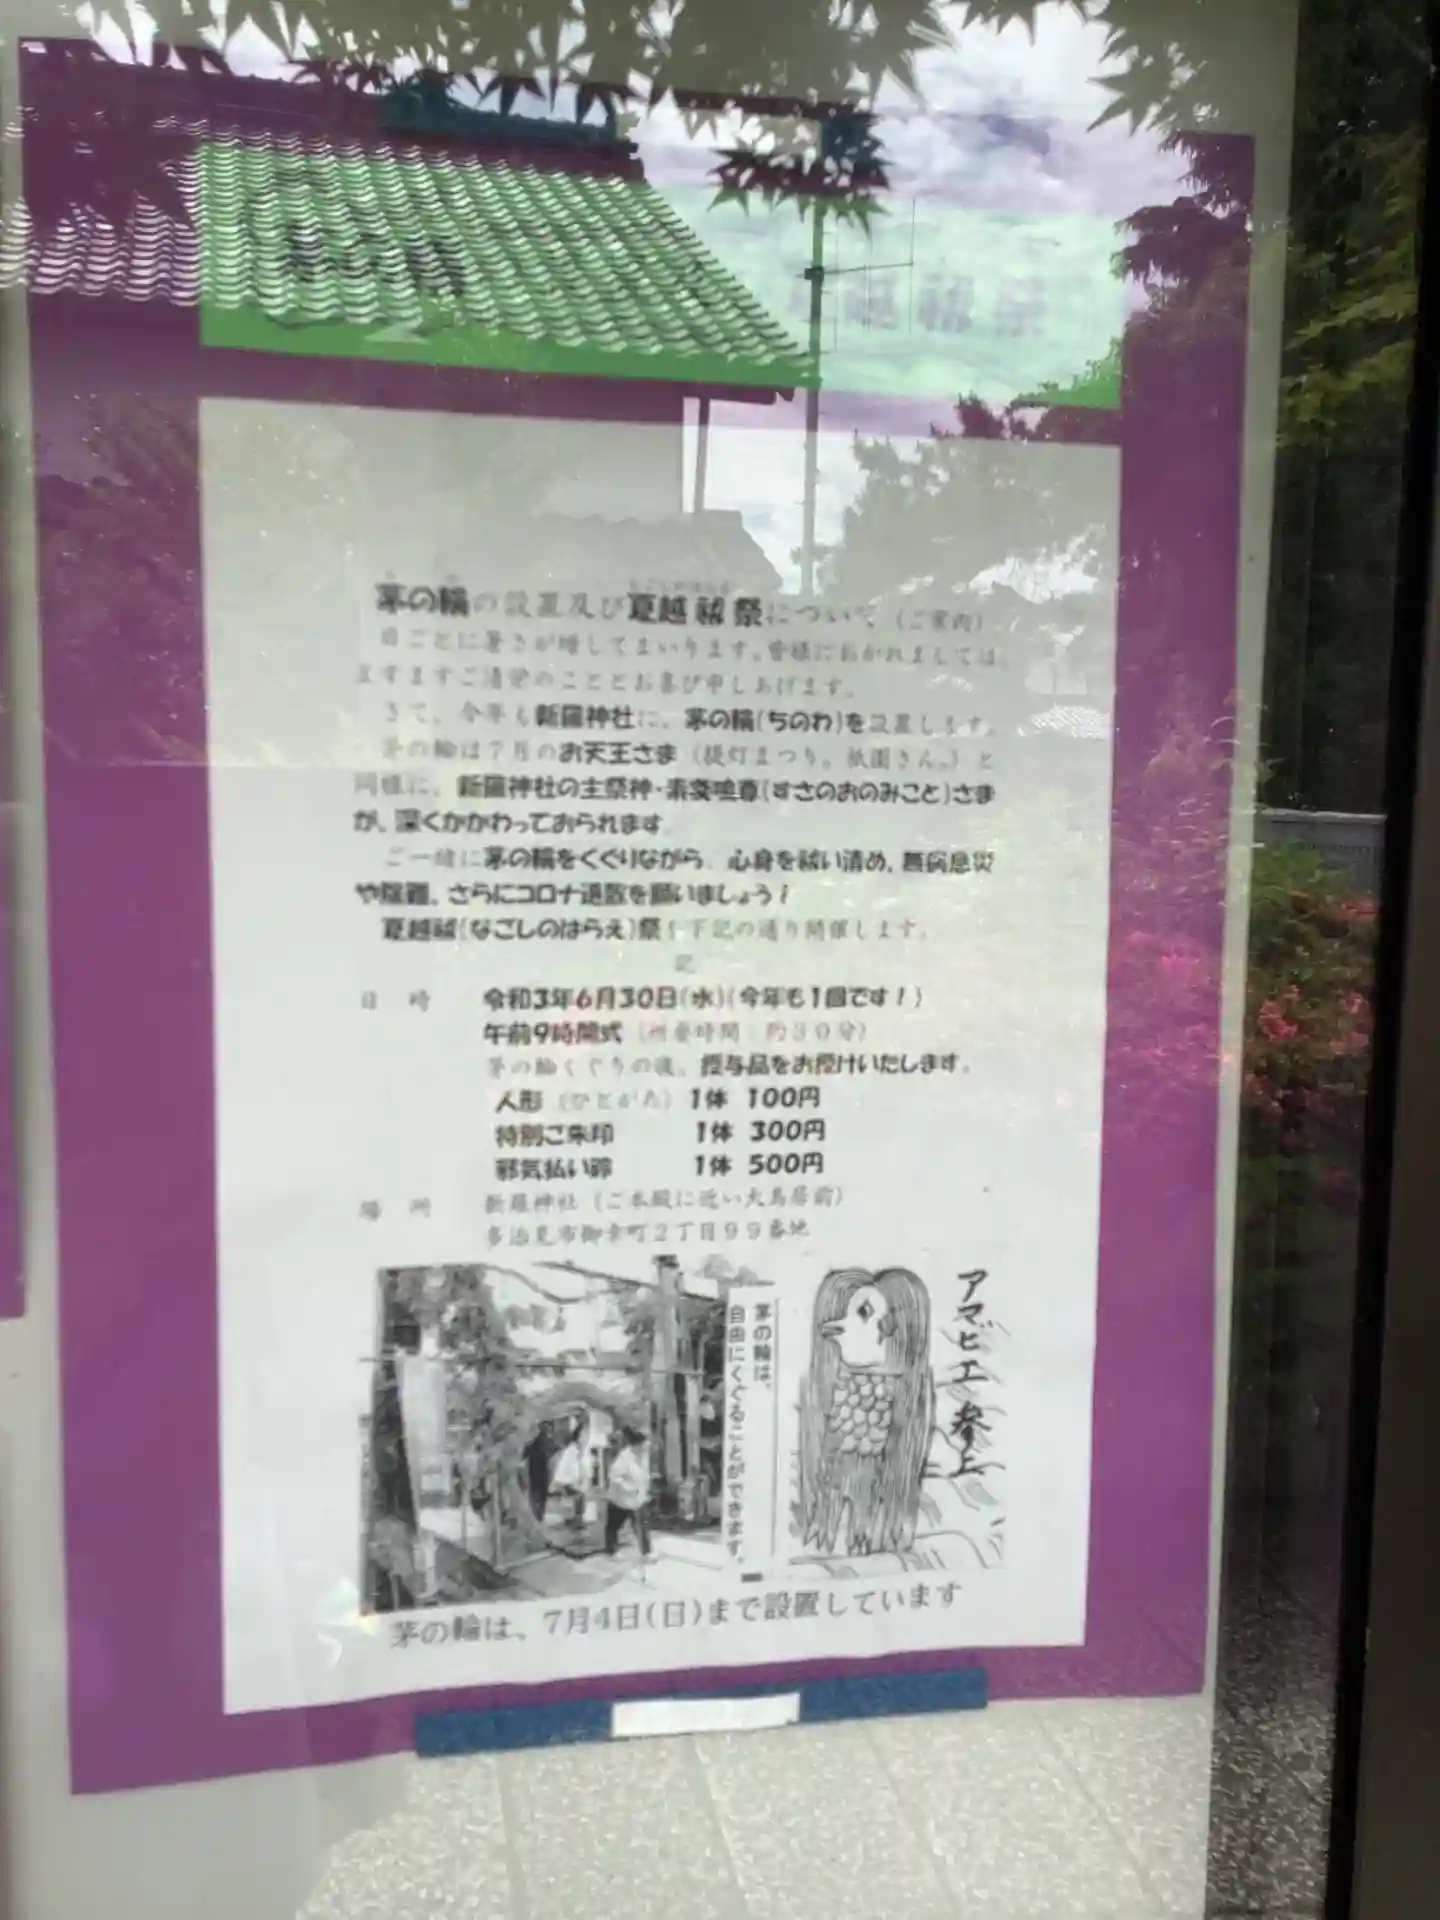 茅の輪
夏越祓祭
茅の輪の設置及び夏越祓祭について（ご案内）
日ごとに暑さが増してまいります。皆様におかれましては、
ますますご清栄のこととお喜び申しあげます。
さて、今年も新羅神社に、茅の輪(ちのわ)を設置します。
茅の輪は７月のお天王さま（提灯まつり。祇園さん。）と
同様に、新羅神社の主祭神・素戔嗚尊(すさのおのみこと)さま
が、深くかかわっておられます。
ご一緒に茅の輪をくぐりながら、心身を祓い清め、無病息災
や除難、さらにコロナ退散を願いましょう！
夏越祓(なごしのはらえ)祭を下記の通り開催します。
記
日 時 令和3年6月30日(水)(今年も1回です！)
午前9時開式（所要時間 約３０分）
茅の輪くぐりの後、授与品をお授けいたします。
人形（ひとがた）1体 100円
特別ご朱印 1体 300円
邪気払い鈴 1体 500円
場 所 新羅神社（ご本殿に近い大鳥居前）
多治見市御幸町２丁目９９番地
茅の輪は、
自由にくぐることができます。
アマビエ 参上
茅の輪は、7月4日(日)まで設置しています